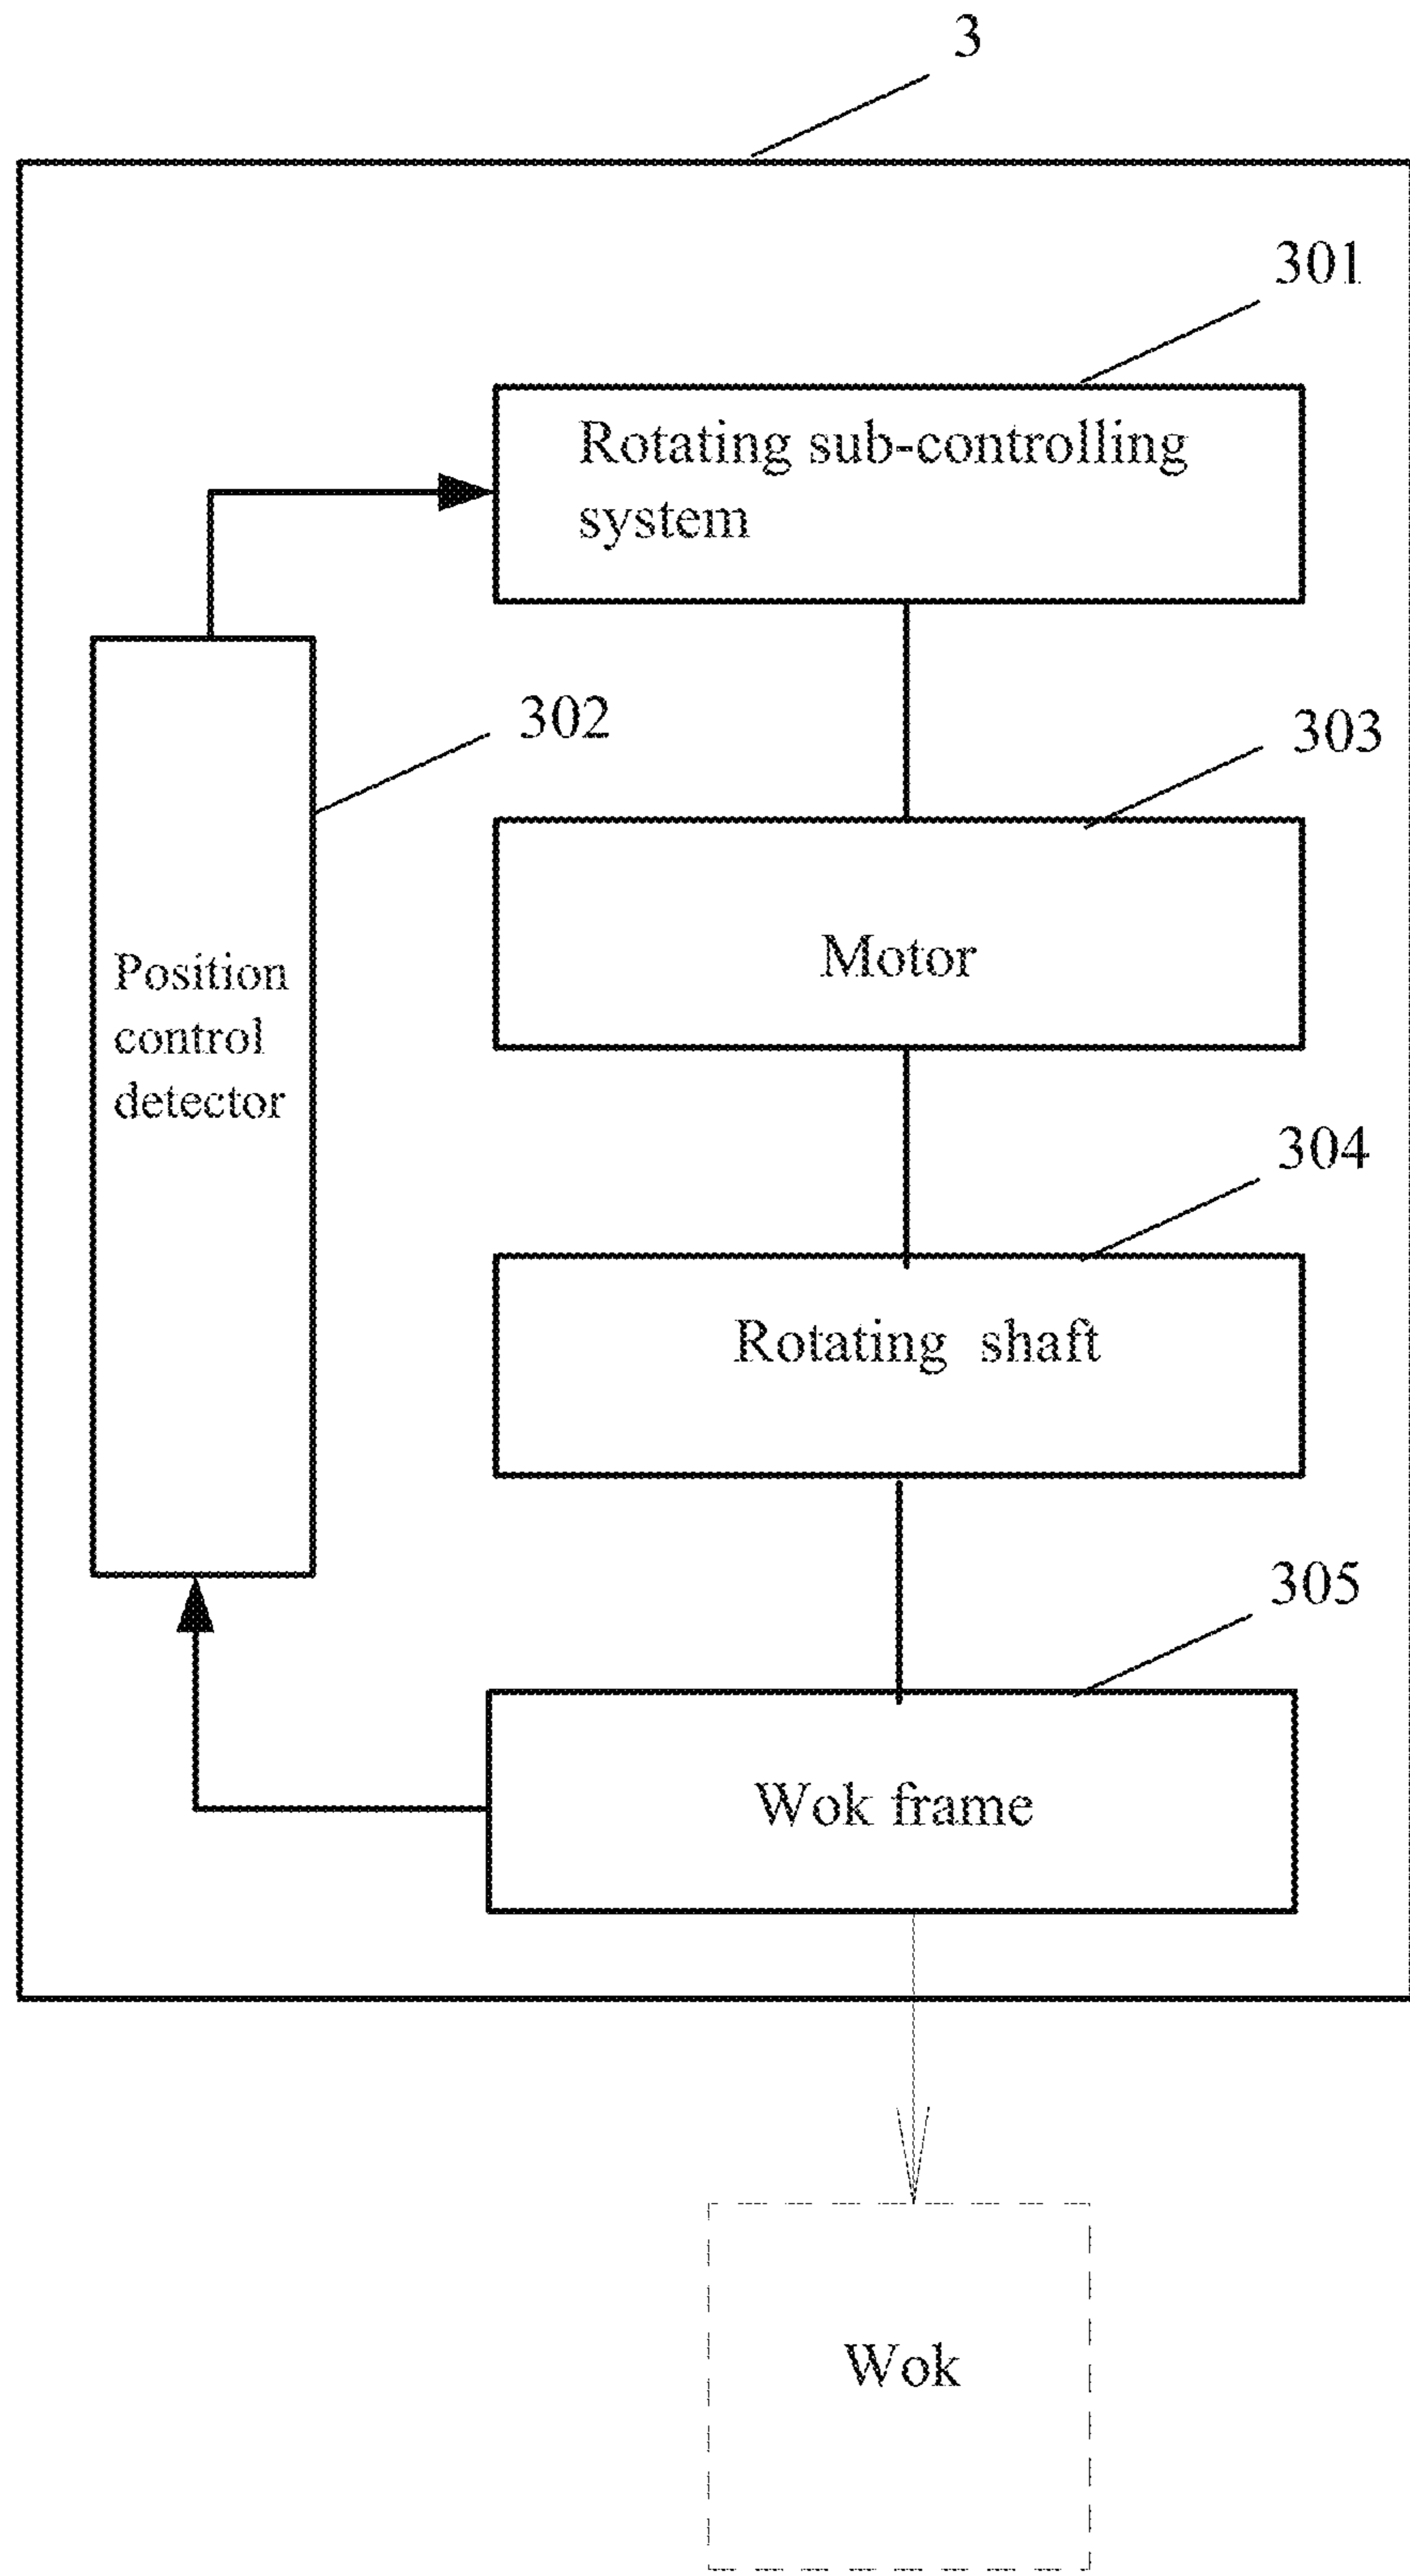 3
301
Rotating sub-controlling
system
302
303
Motor
Position
control
detector
304
Rotating shaft
305
Wok frame
Wok